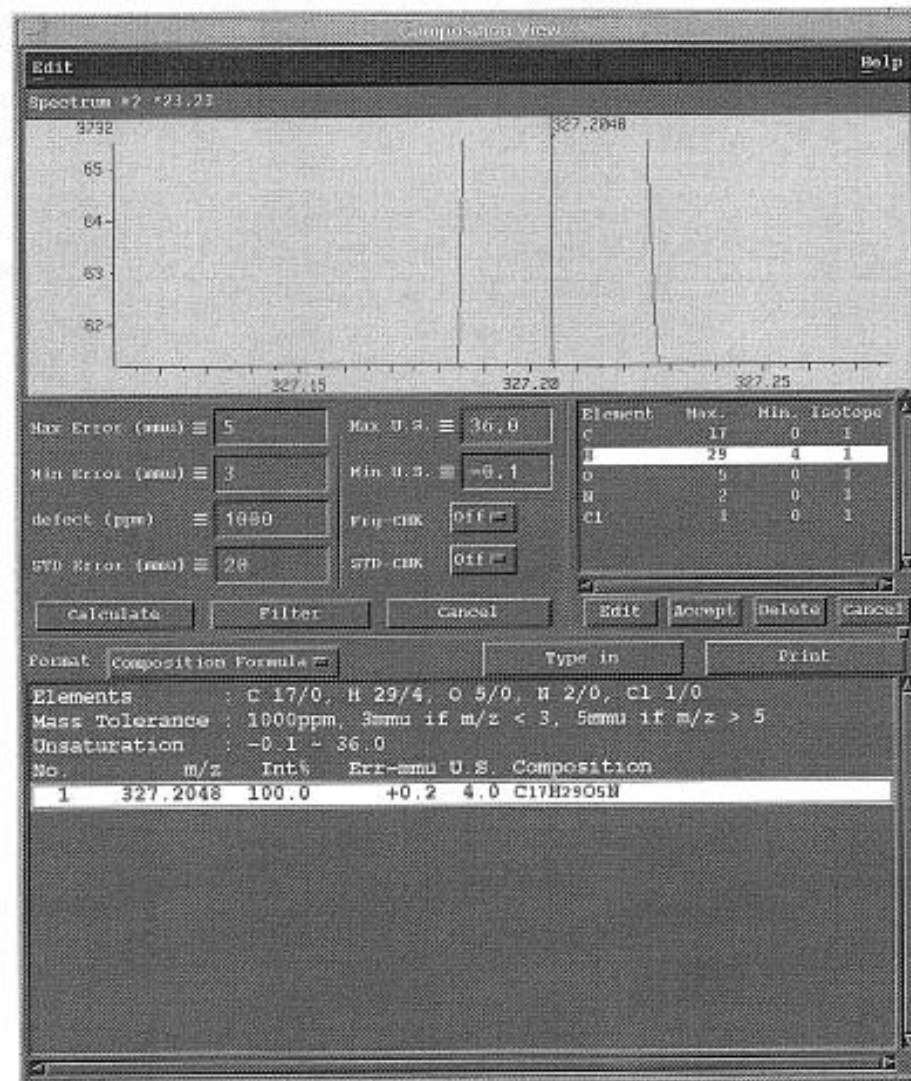 Composition View
Edit Help
Spectrum
3732 327.2048
65
64
63
62
327.15 327.20 327.25
Max Error (mmu) 5 Max U.S. 36.0
Min Error (mmu) 3 Min U.S. -0.1
defect (ppm) 1000 Off
STD Error (mmu) 20 STD-CHK Off
Element Max. Min. Isotope
C 17 0 1
H 29 4 1
O 5 0 1
N 2 0 1
Cl 1 0 1
Calculate Filter Cancel Edit Accept Delete Cancel
Format Composition Formula Type in Print
Elements : C 17/0, H 29/4, O 5/0, N 2/0, Cl 1/0
Mass Tolerance : 1000ppm, 3mmu if m/z < 3, 5mmu if m/z > 5
Unsaturation : -0.1 ~ 36.0
No. m/z Int% Err-mmu U.S. Composition
1 327.2048 100.0 +0.2 4.0 C17H29O5N